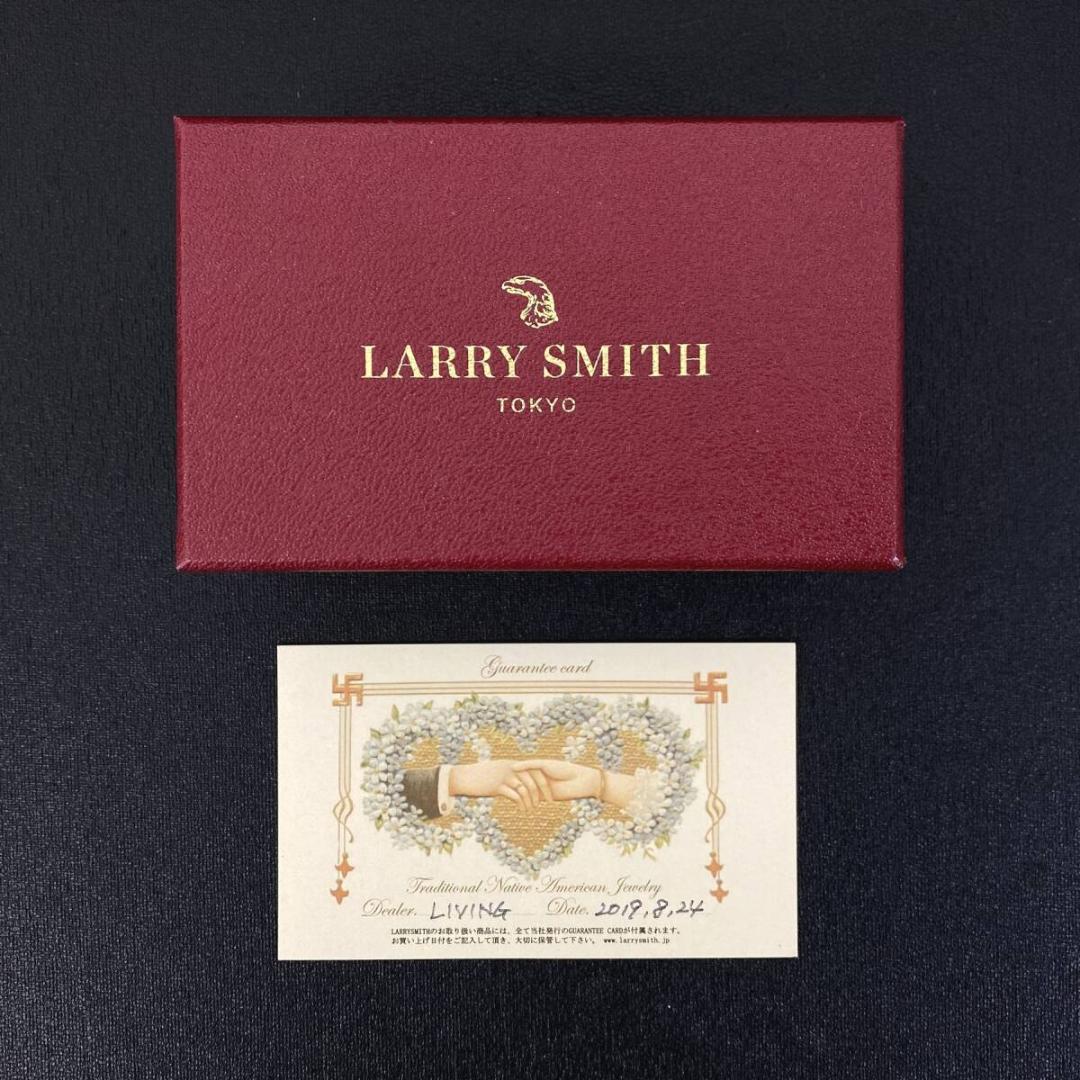 LARRY SMITH
TOKYO
Guarantee card
Traditional Native American Jewelry
Dealer. LIVING Date. 2019,8,24
LARRYSMITHのお取り扱い商品には、全て当社発行のGUARANTEE CARDが付属されます。
お買い上げ日付をご記入して頂き、大切に保管して下さい。 www.larrysmith.jp